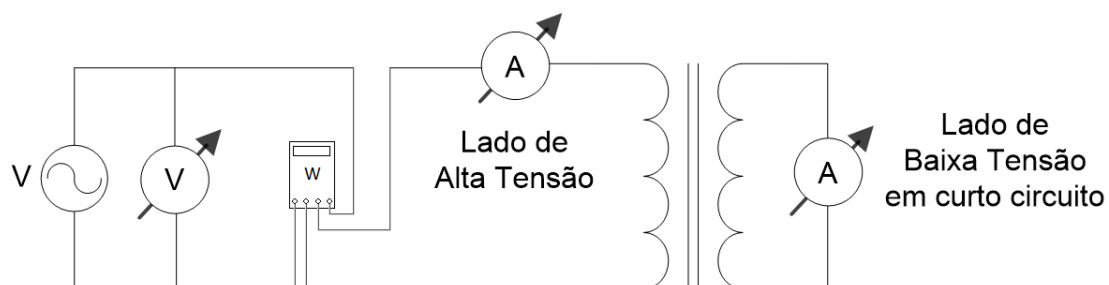 V
V
W
A
Lado de
Alta Tensão
A
Lado de
Baixa Tensão
em curto circuito